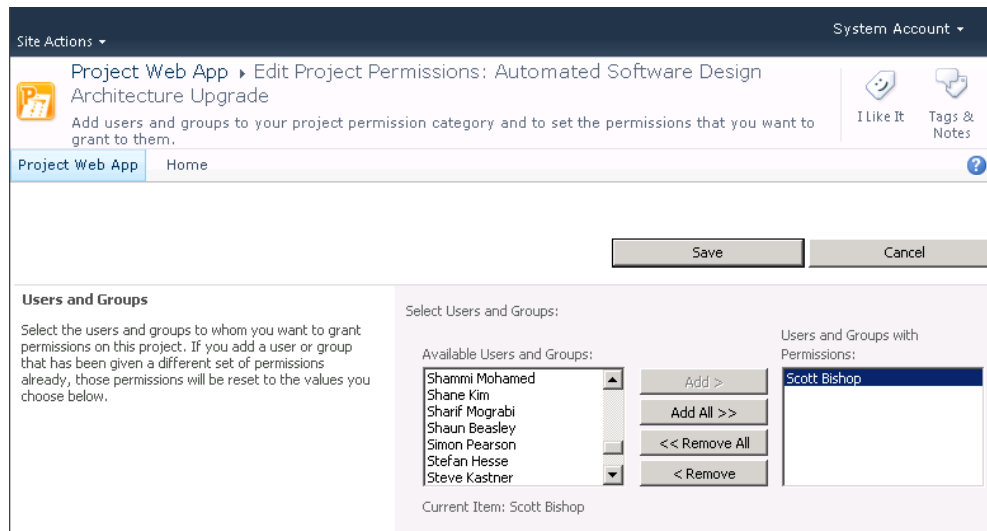 Site Actions
System Account
Project Web App ▸ Edit Project Permissions: Automated Software Design
Architecture Upgrade
Add users and groups to your project permission category and to set the permissions that you want to
grant to them.
I Like It
Tags &
Notes
Project Web App
Home
Save
Cancel
Users and Groups
Select the users and groups to whom you want to grant
permissions on this project. If you add a user or group
that has been given a different set of permissions
already, those permissions will be reset to the values you
choose below.
Select Users and Groups:
Available Users and Groups:
Shammi Mohamed
Shane Kim
Sharif Mograbi
Shaun Beasley
Simon Pearson
Stefan Hesse
Steve Kastner
Add >
Add All >>
<< Remove All
< Remove
Users and Groups with
Permissions:
Scott Bishop
Current Item: Scott Bishop